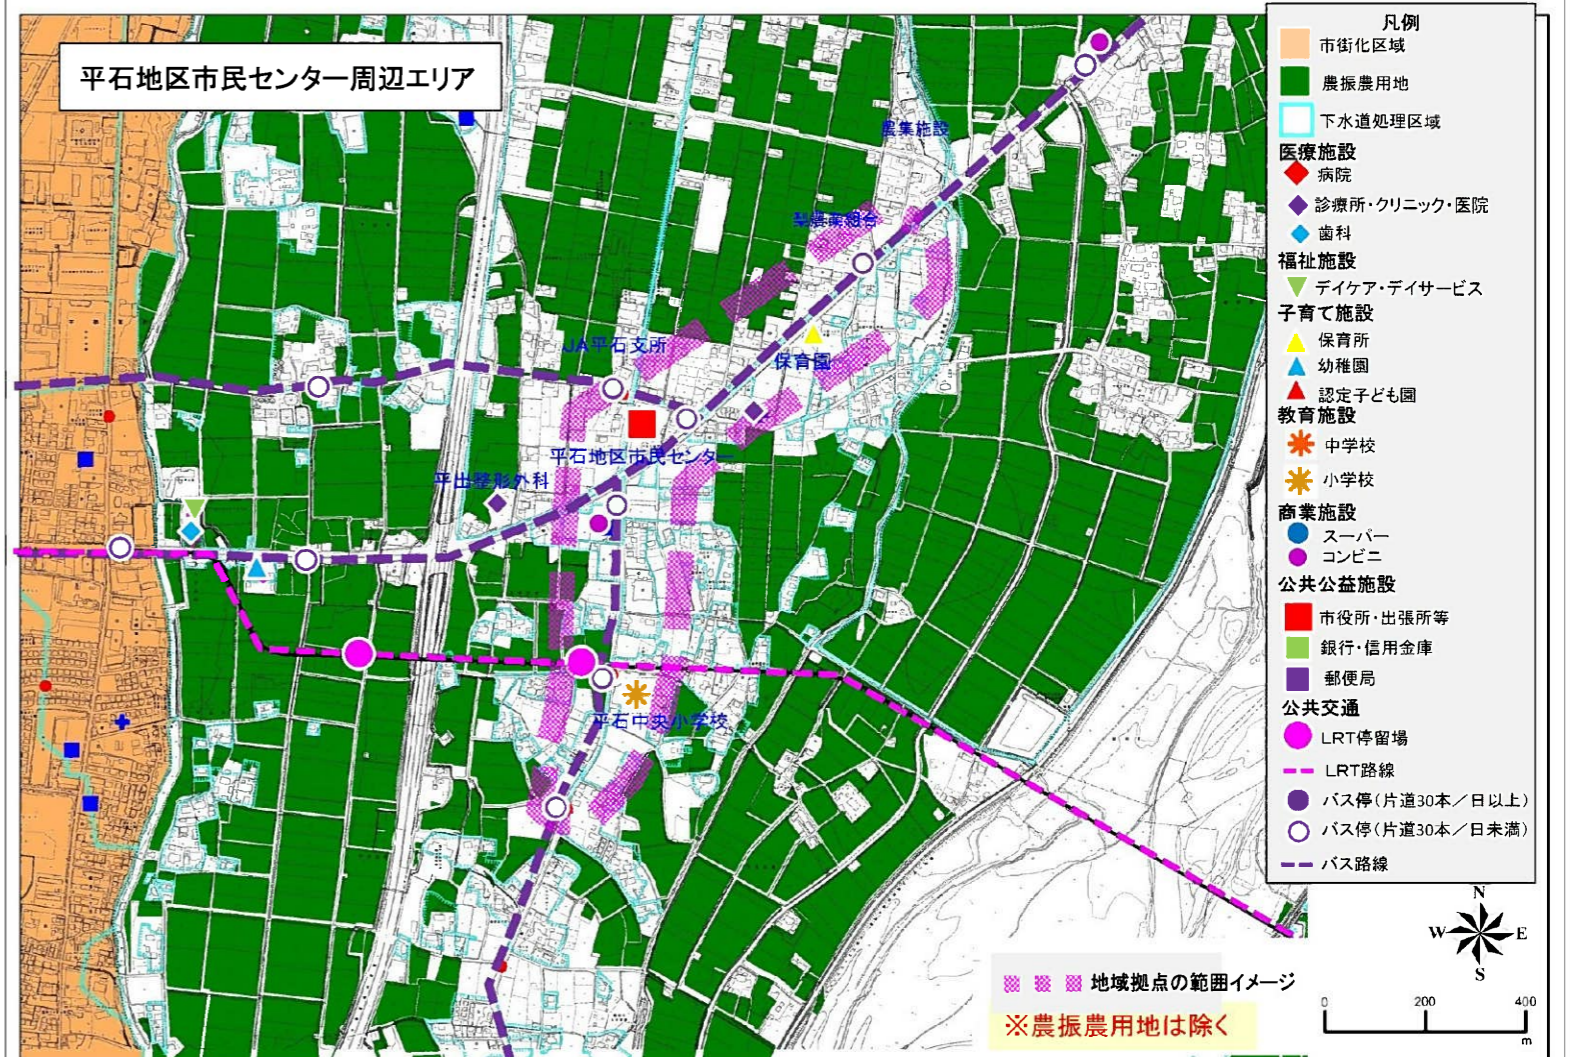 平石地区市民センター周辺エリア
凡例
市街化区域
農振農用地
下水道処理区域
医療施設
病院
診療所・クリニック・医院
歯科
福祉施設
デイケア・デイサービス
子育て施設
保育所
幼稚園
認定子ども園
教育施設
中学校
小学校
商業施設
スーパー
コンビニ
公共公益施設
市役所・出張所等
銀行・信用金庫
郵便局
公共交通
LRT停留場
LRT路線
バス停(片道30本/日以上)
バス停(片道30本/日未満)
バス路線
農集施設
梨農業組合
JA平石支所
保育園
平石地区市民センター
平出整形外科
平石中央小学校
N
W
E
S
0 200 400
m
地域拠点の範囲イメージ
※農振農用地は除く